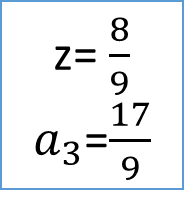 z= 8/9
a₃= 17/9